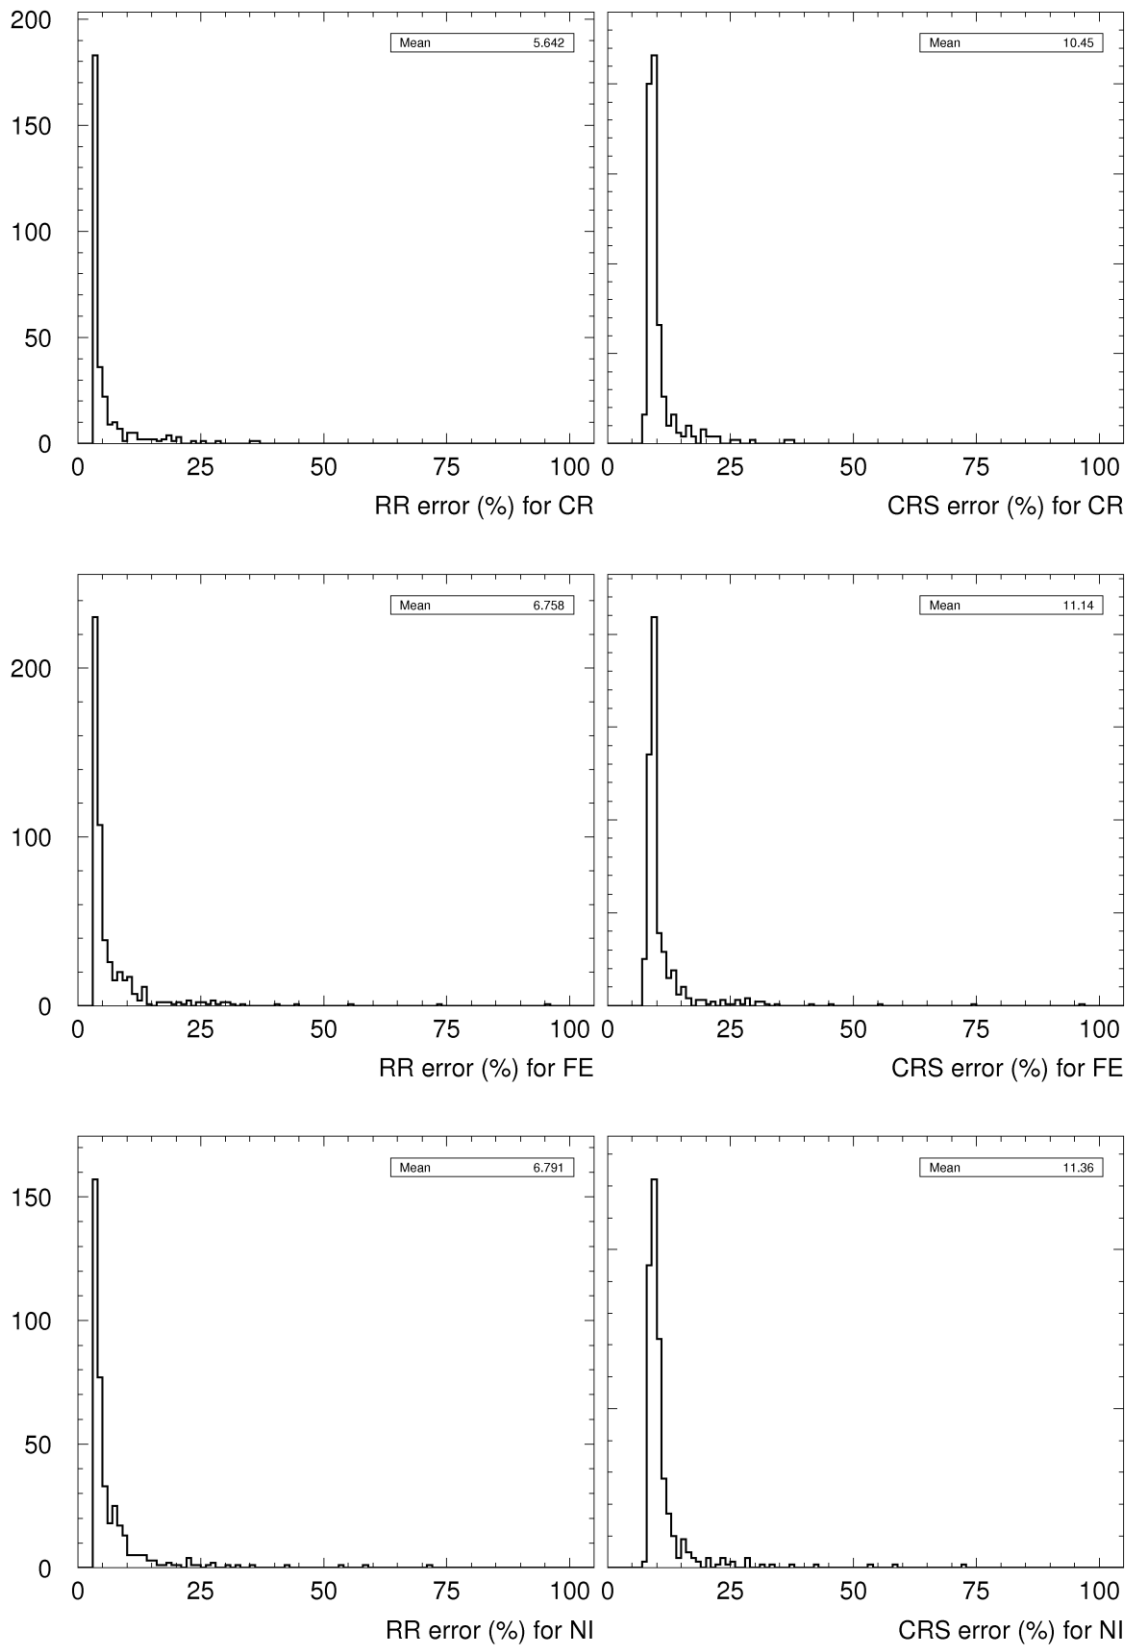 200
150
100
50
0
Mean 5.642
Mean 10.45
0 25 50 75 100 0 25 50 75 100
RR error (%) for CR
CRS error (%) for CR
200
100
0
Mean 6.758
Mean 11.14
0 25 50 75 100 0 25 50 75 100
RR error (%) for FE
CRS error (%) for FE
150
100
50
0
Mean 6.791
Mean 11.36
0 25 50 75 100 0 25 50 75 100
RR error (%) for NI
CRS error (%) for NI